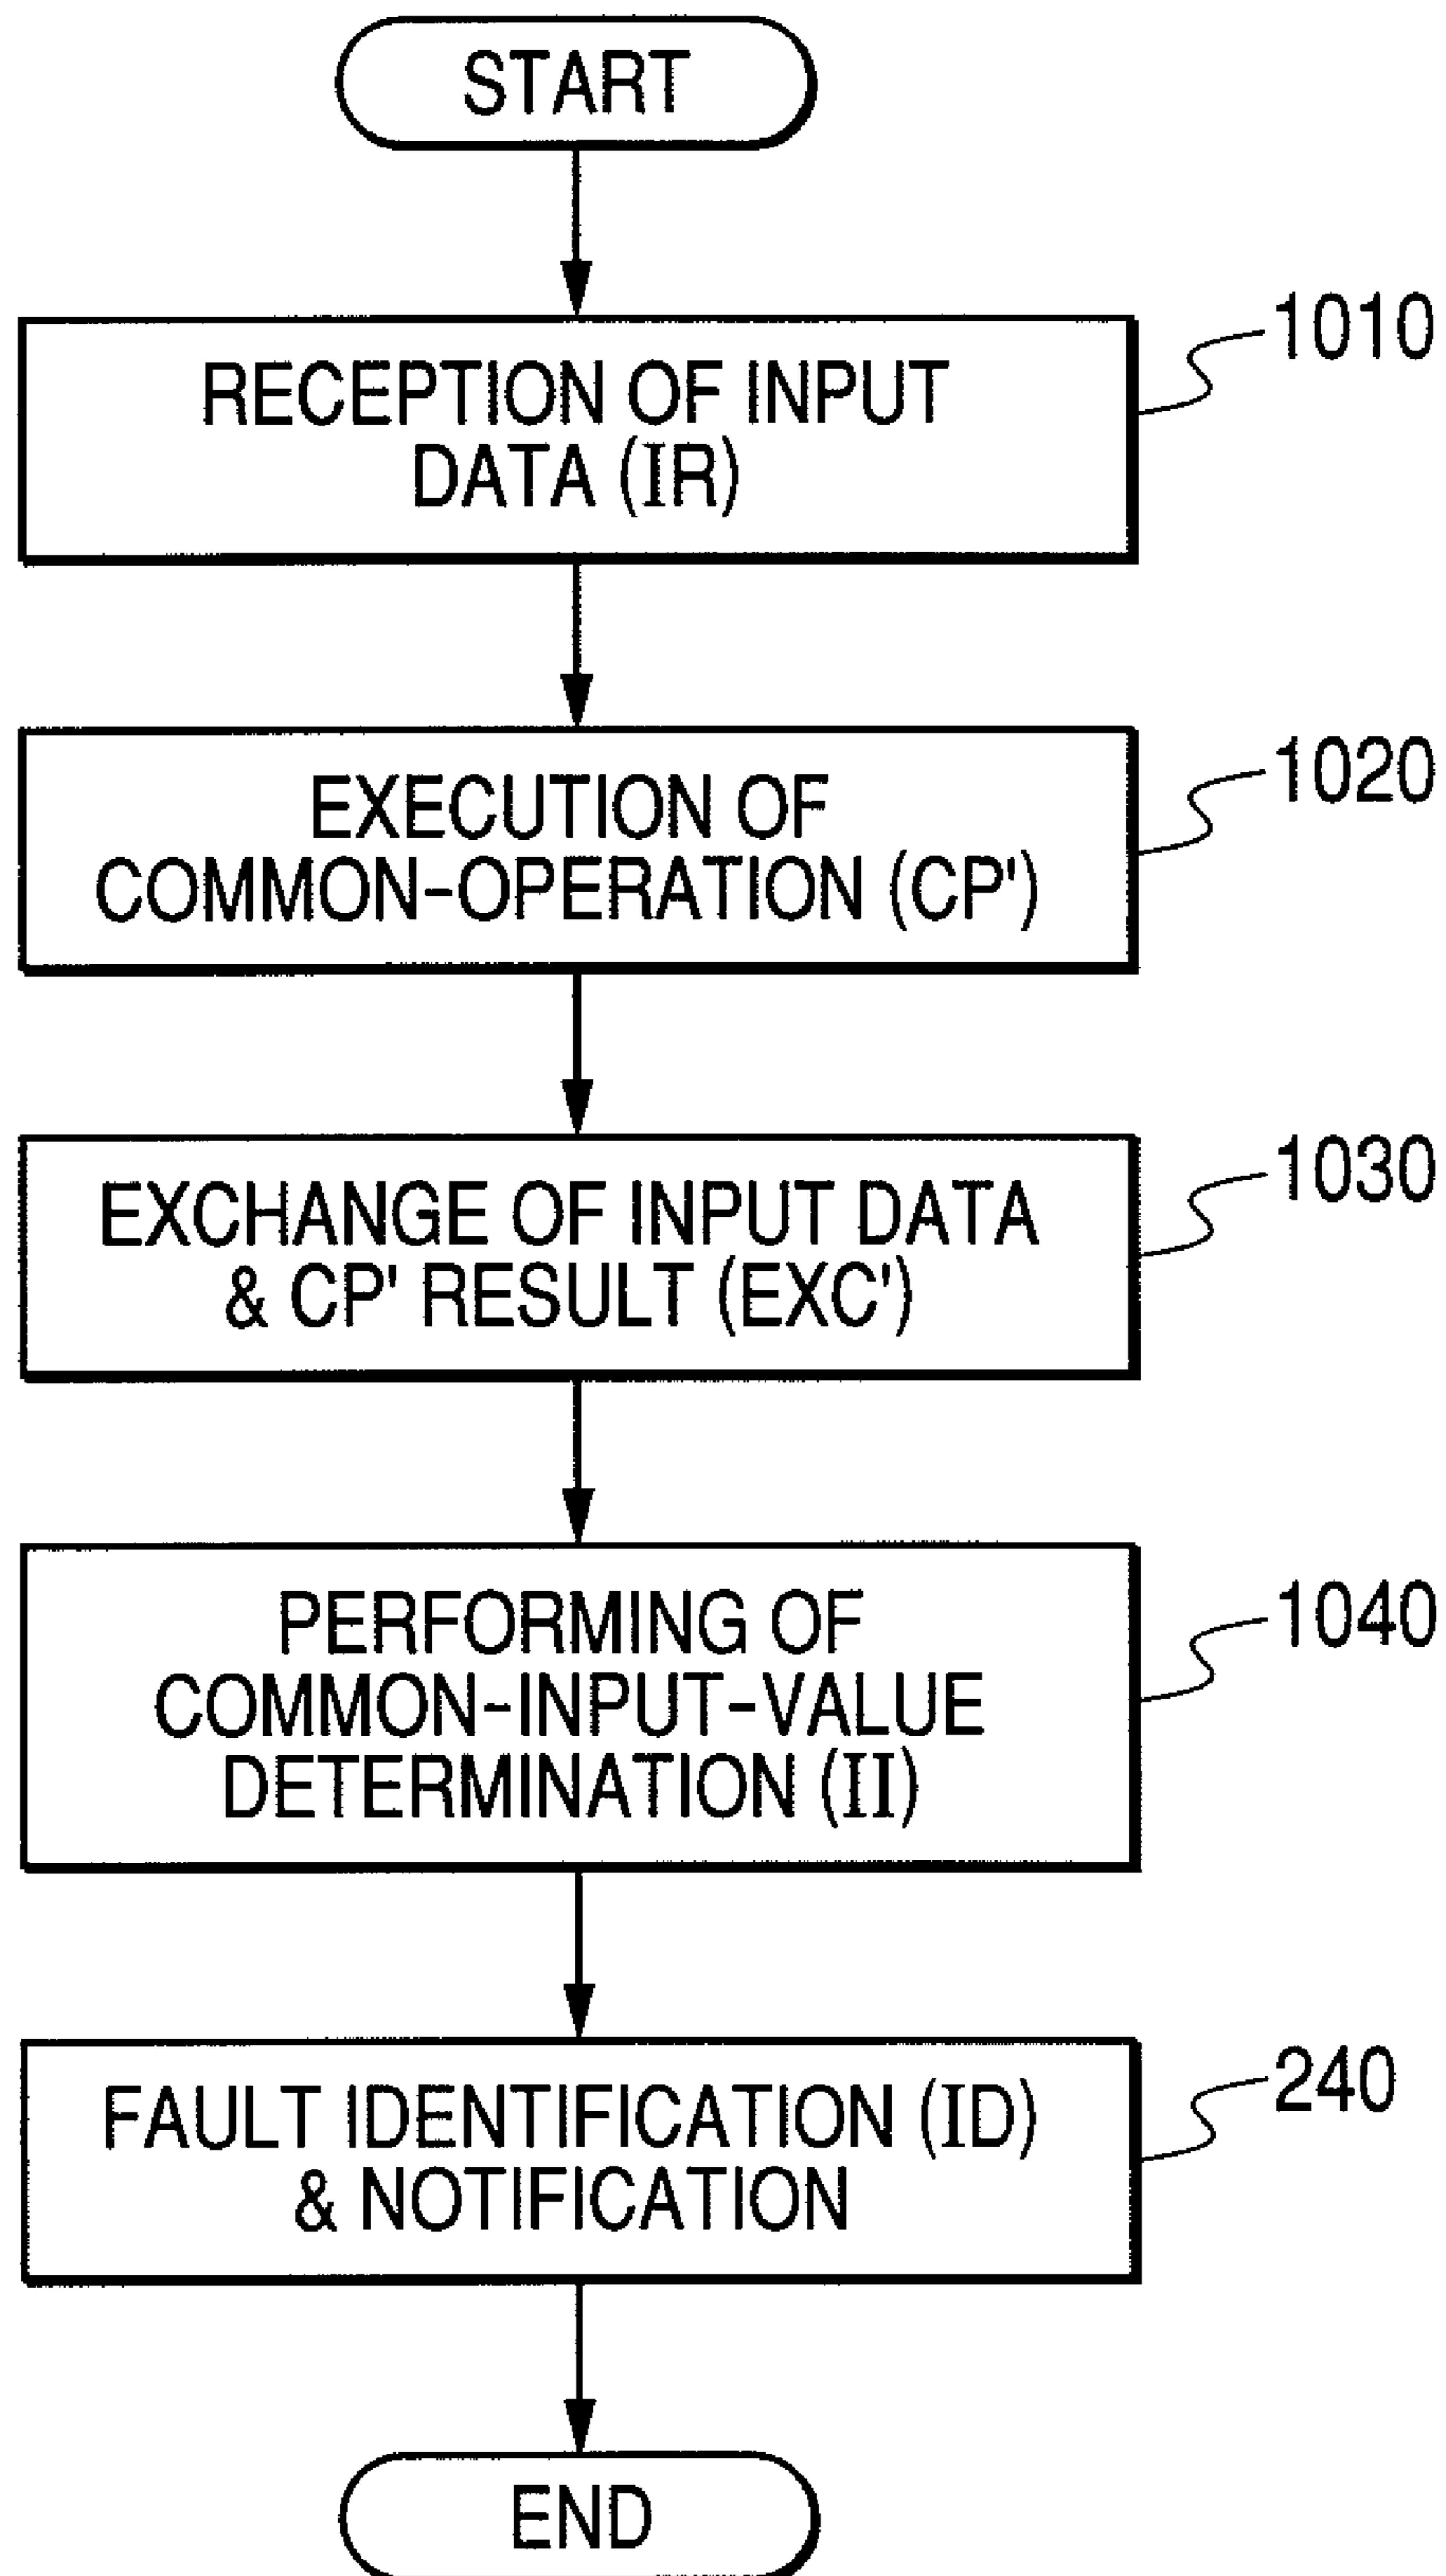 START
RECEPTION OF INPUT
DATA (IR)
1010
EXECUTION OF
COMMON-OPERATION (CP')
1020
EXCHANGE OF INPUT DATA
& CP' RESULT (EXC')
1030
PERFORMING OF
COMMON-INPUT-VALUE
DETERMINATION (II)
1040
FAULT IDENTIFICATION (ID)
& NOTIFICATION
240
END